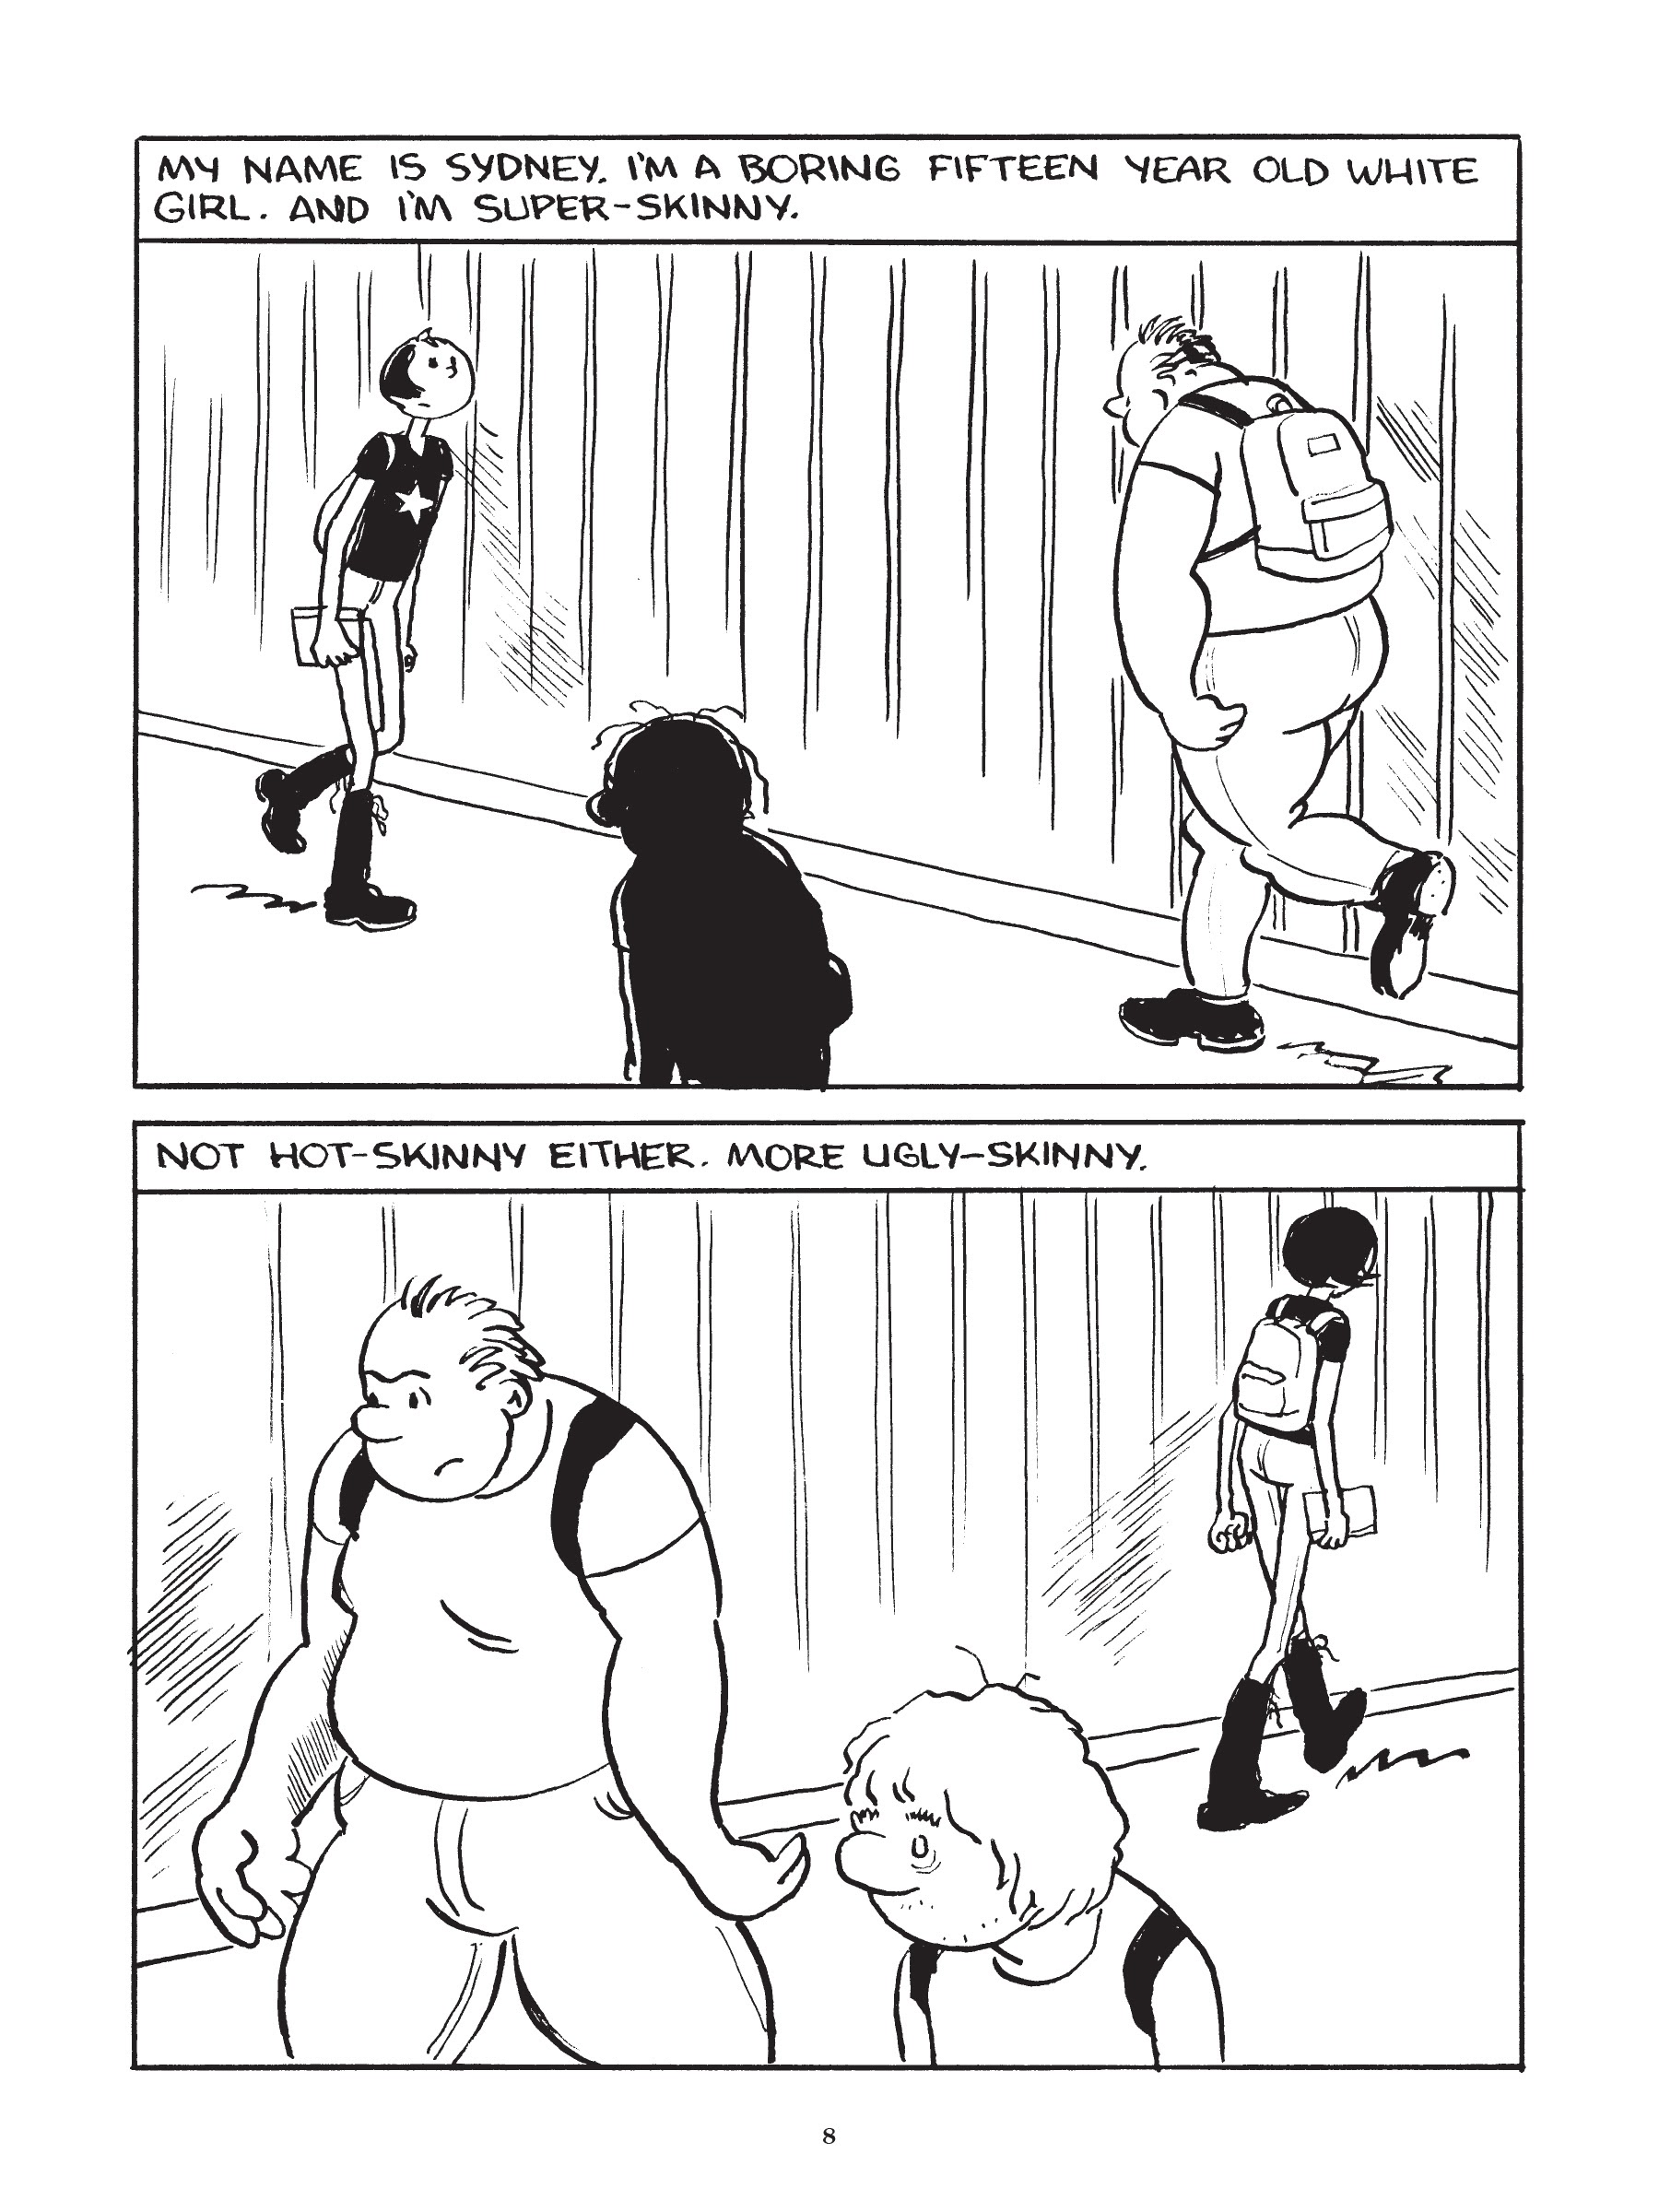 MY NAME IS SYDNEY. I'M A BORING FIFTEEN YEAR OLD WHITE
GIRL. AND I'M SUPER-SKINNY.
NOT HOT-SKINNY EITHER. MORE UGLY-SKINNY.
8